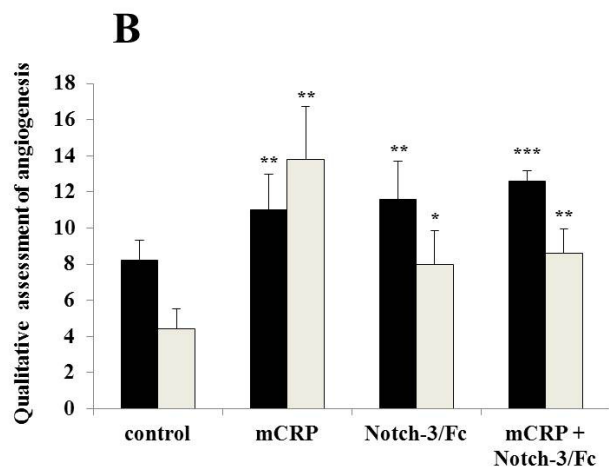 B
Qualitative assessment of angiogenesis
18
16
14
12
10
8
6
4
2
0
**
**
**
*
***
**
control
mCRP
Notch-3/Fc
mCRP +
Notch-3/Fc